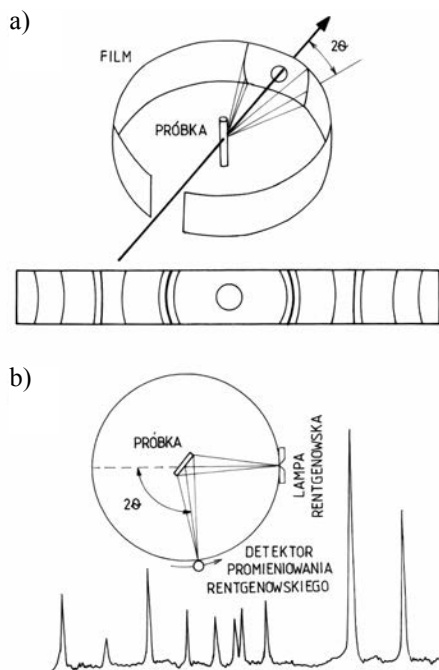 a)
FILM
2θ
PRÓBKA
b)
PRÓBKA
2θ
LAMPA
RENTGENOWSKA
DETEKTOR
PROMIENIOWANIA
RENTGENOWSKIEGO